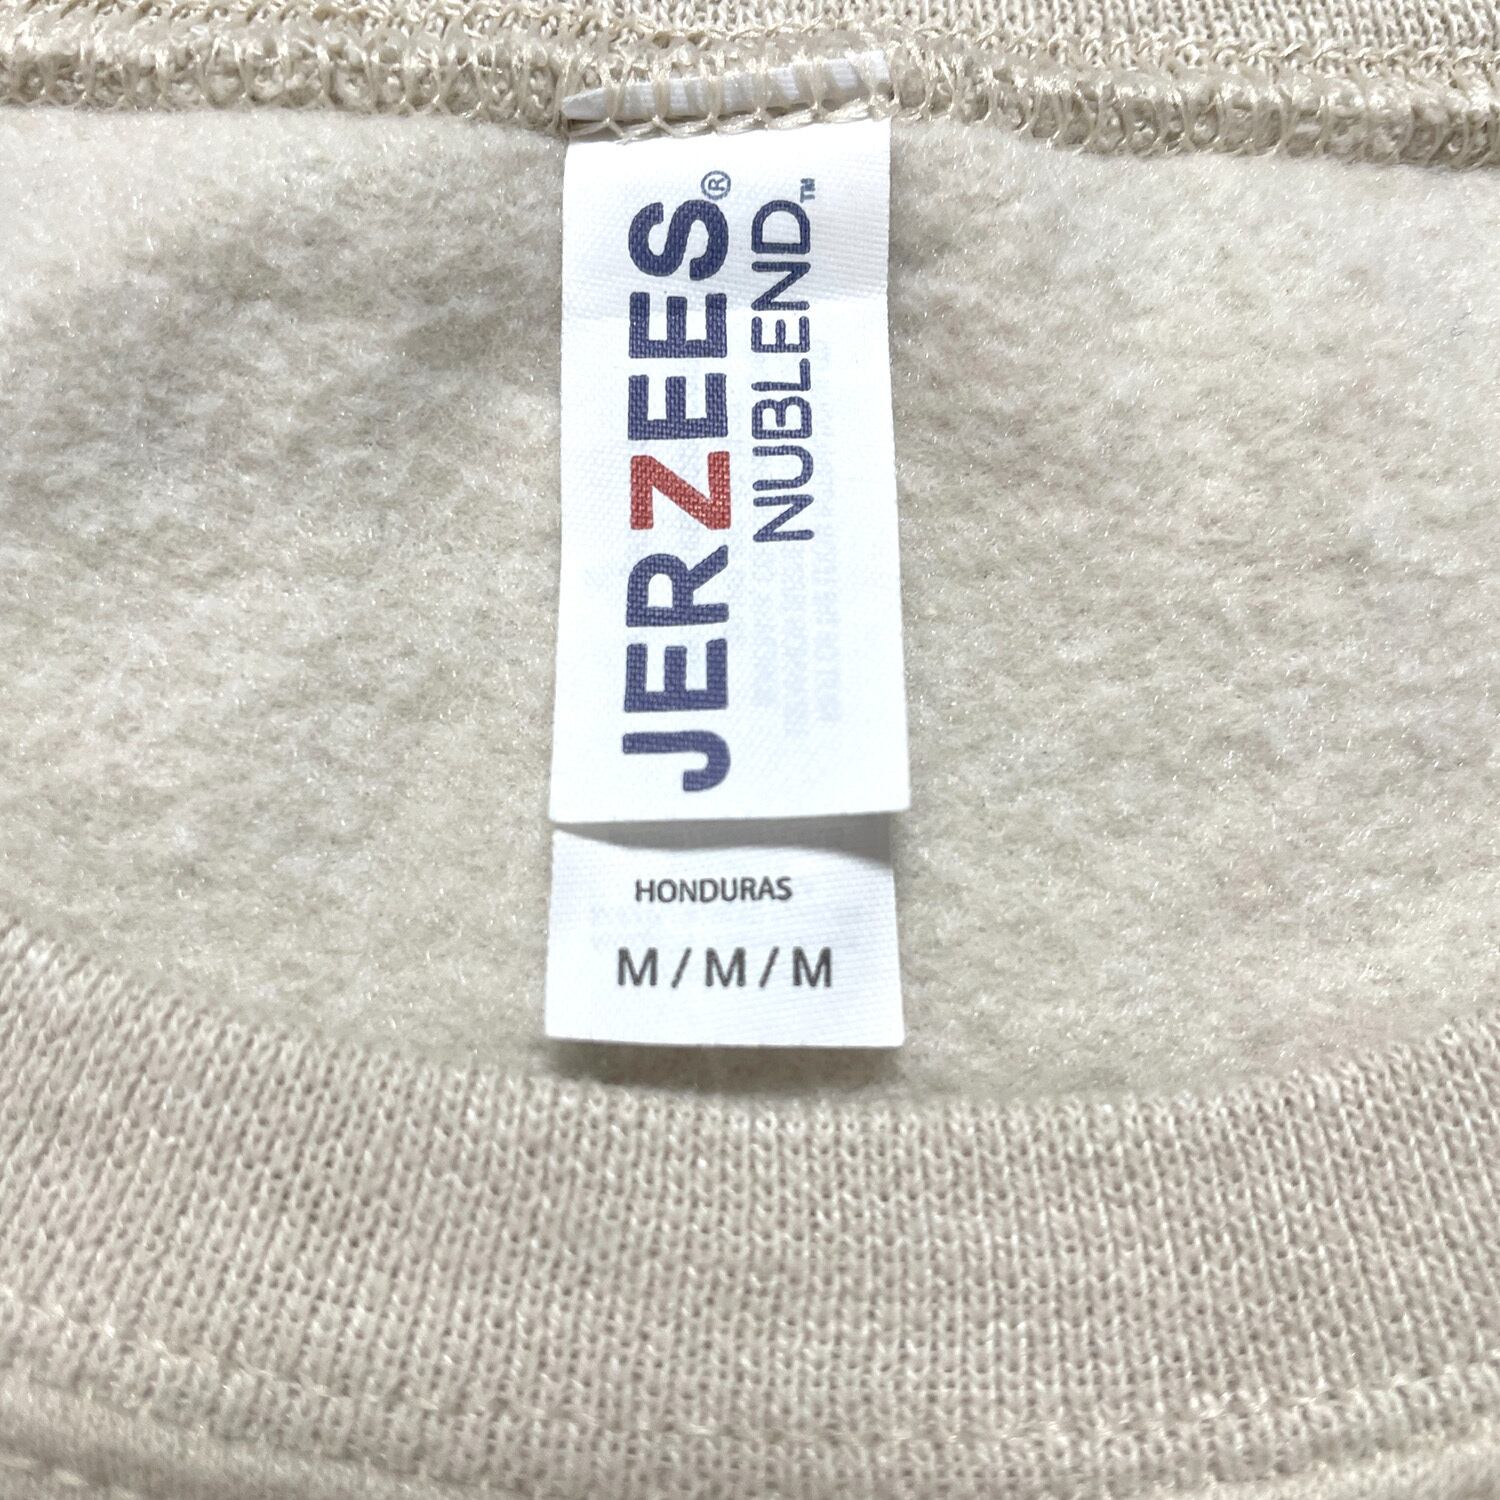 JERZEES®
NUBLEND™
HONDURAS
M / M / M